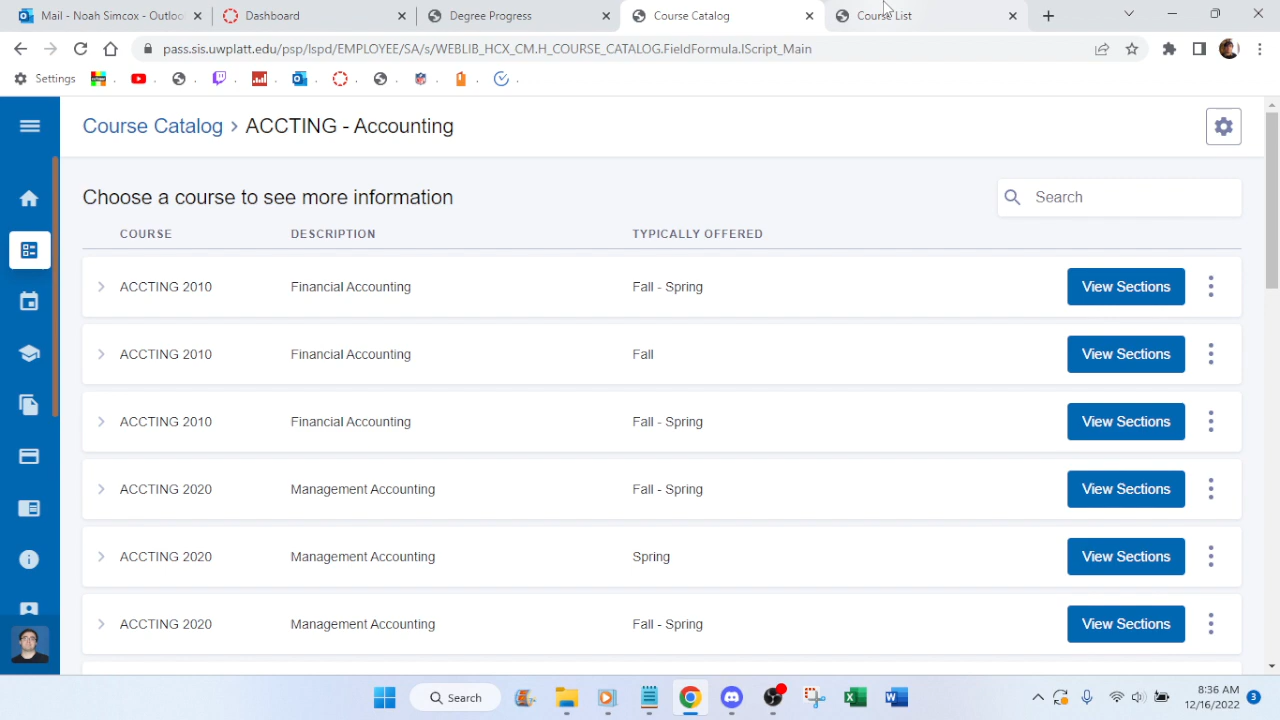 Mail - Noah Simcox - Outloo
Dashboard
Degree Progress
Course Catalog
Course List
pass.sis.uwplatt.edu/psp/lspd/EMPLOYEE/SA/s/WEBLIB_HCX_CM.H_COURSE_CATALOG.FieldFormula.IScript_Main
Settings
Course Catalog > ACCTING - Accounting
Choose a course to see more information
Search
COURSE DESCRIPTION TYPICALLY OFFERED
ACCTING 2010 Financial Accounting Fall - Spring View Sections
ACCTING 2010 Financial Accounting Fall View Sections
ACCTING 2010 Financial Accounting Fall - Spring View Sections
ACCTING 2020 Management Accounting Fall - Spring View Sections
ACCTING 2020 Management Accounting Spring View Sections
ACCTING 2020 Management Accounting Fall - Spring View Sections
Search
8:36 AM
12/16/2022
3